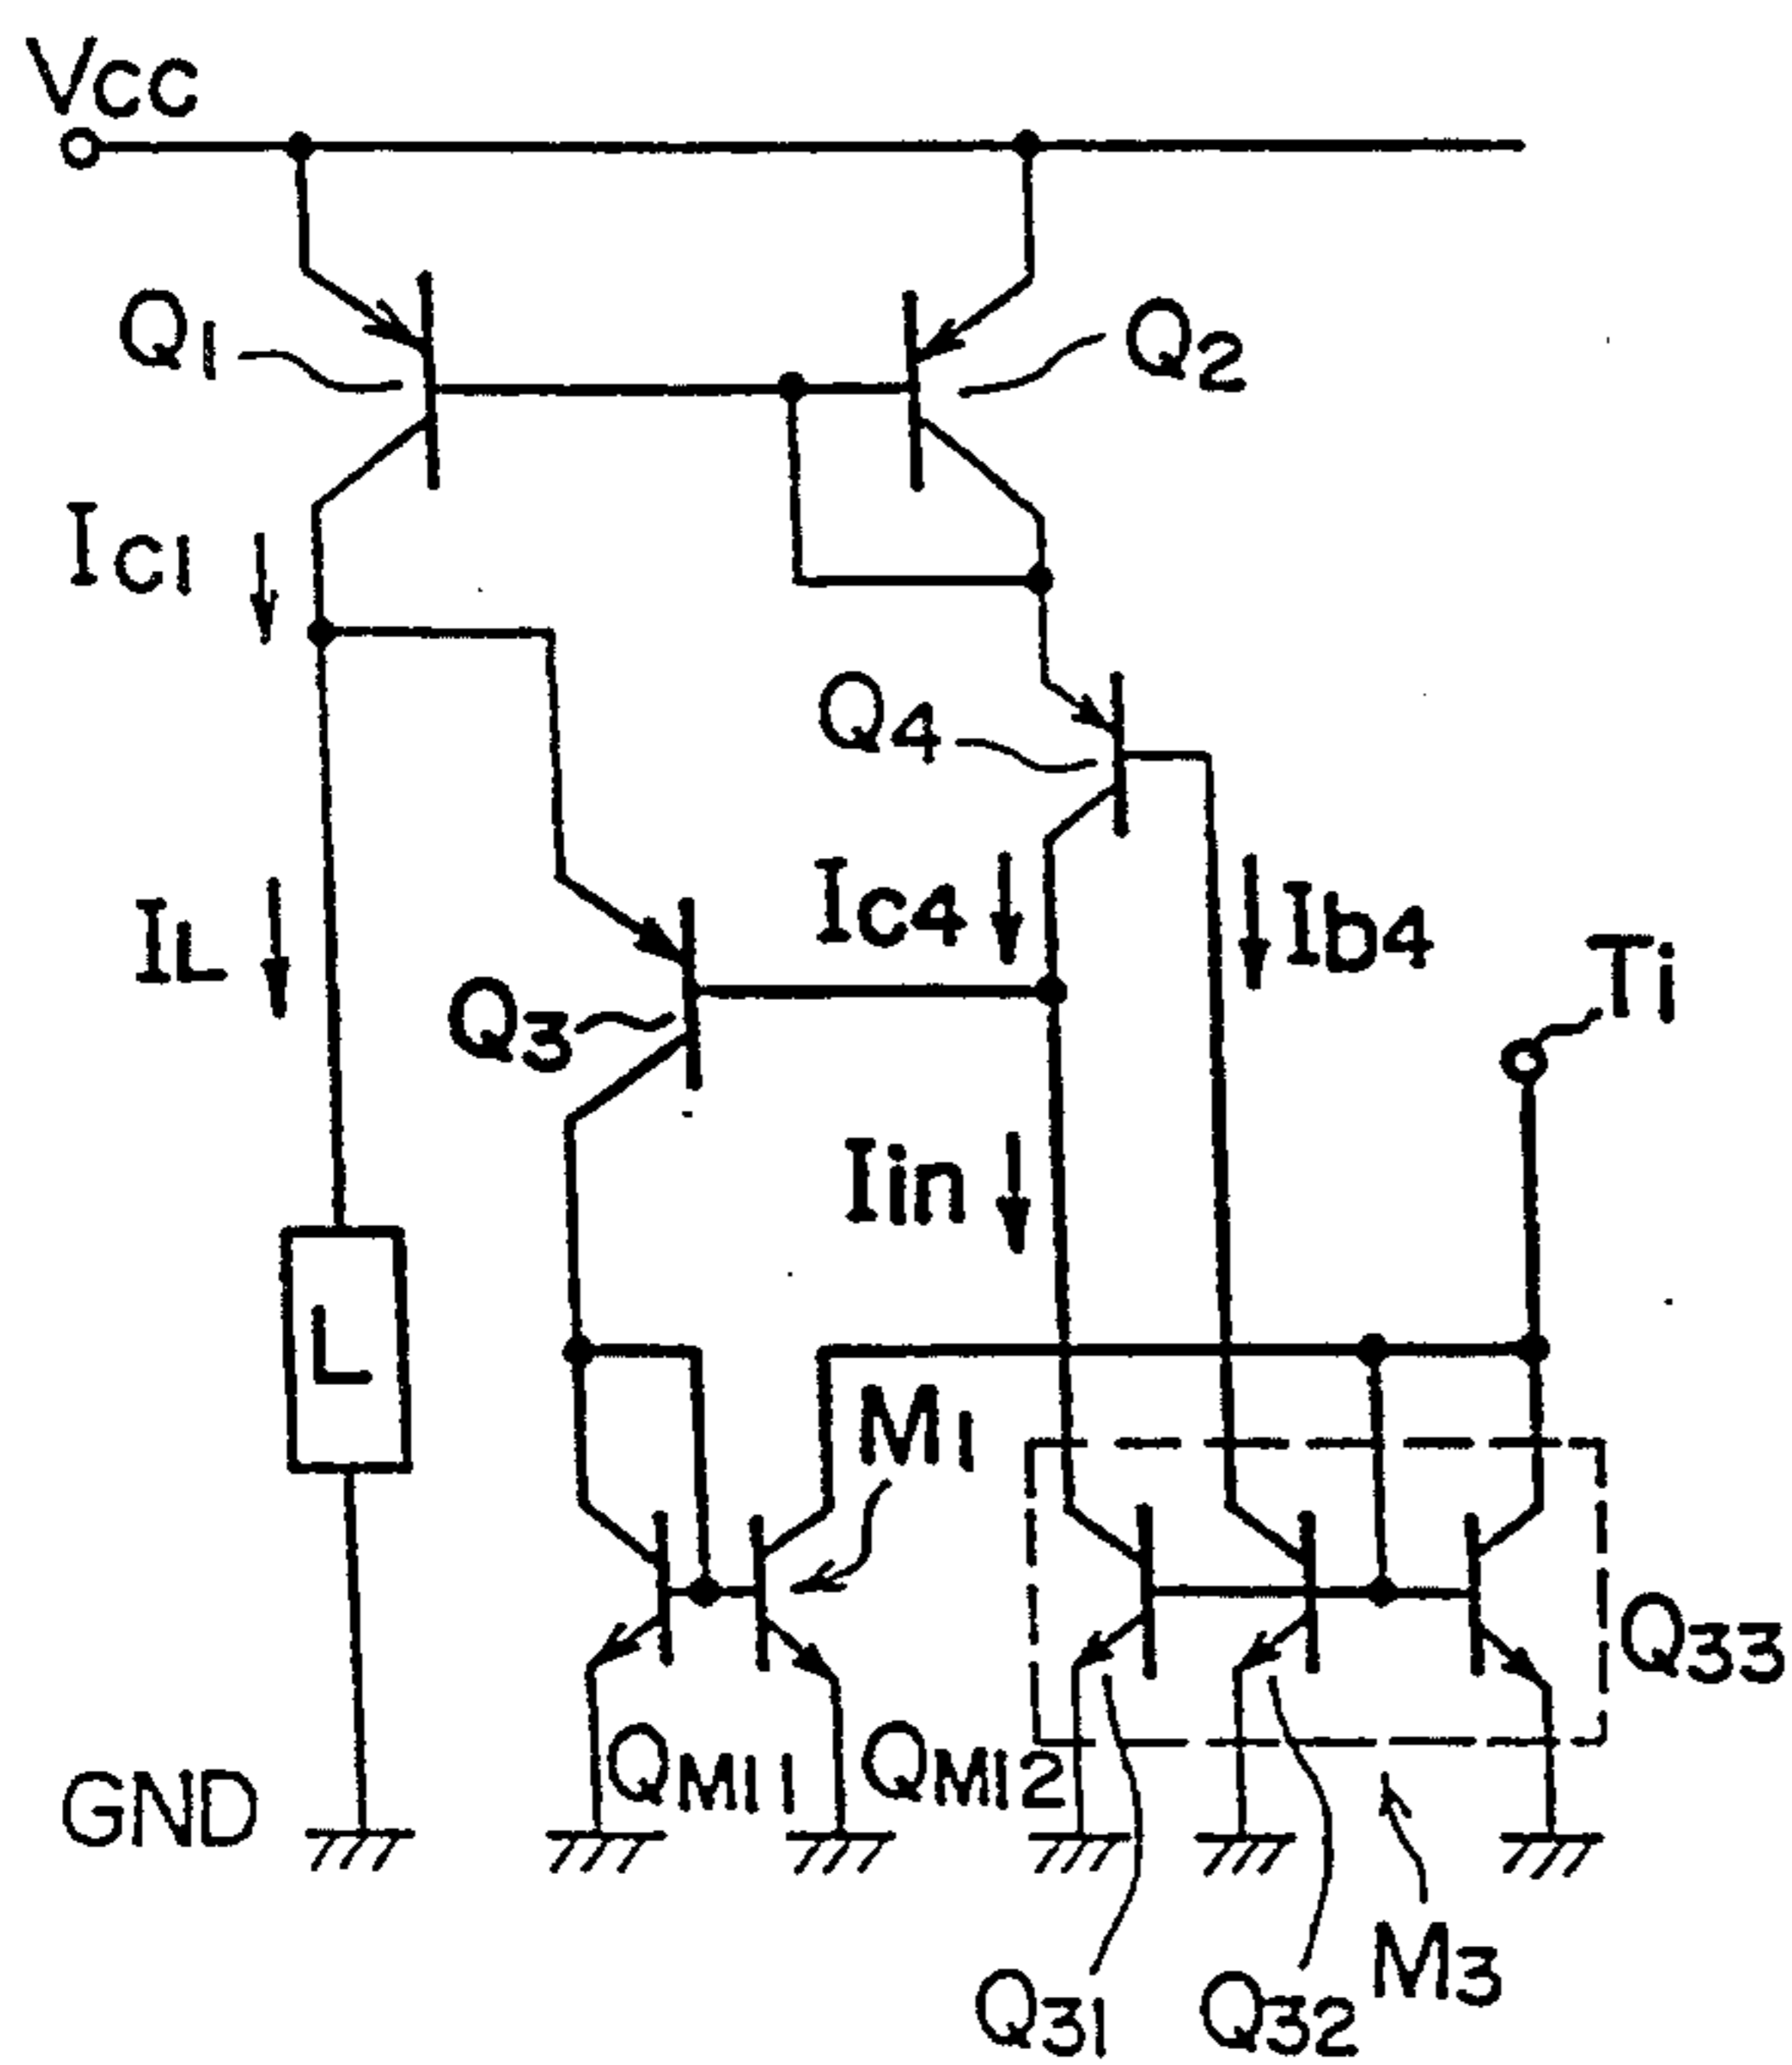 Vcc
Q1
Q2
Ic1
Q4
IL
Ic4
Ib4
Ti
Q3
Iin
L
M1
Q33
QM11
QM12
GND
M3
Q31
Q32